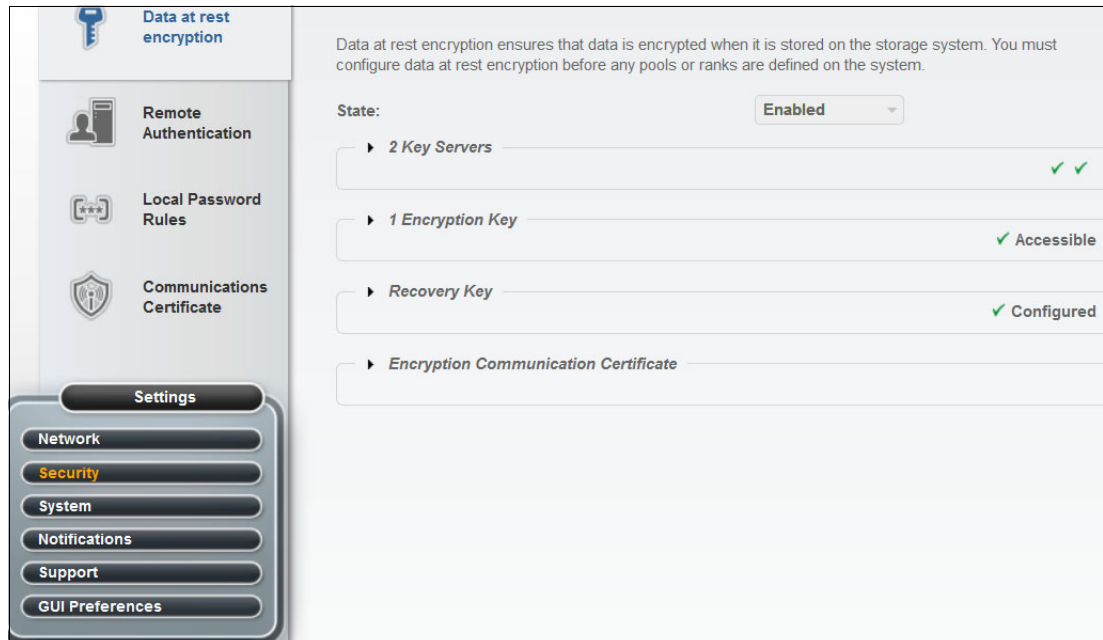 Data at rest
encryption
Data at rest encryption ensures that data is encrypted when it is stored on the storage system. You must
configure data at rest encryption before any pools or ranks are defined on the system.
Remote
Authentication
State:
Enabled
2 Key Servers
Local Password
Rules
1 Encryption Key
Accessible
Communications
Certificate
Recovery Key
Configured
Encryption Communication Certificate
Settings
Network
Security
System
Notifications
Support
GUI Preferences